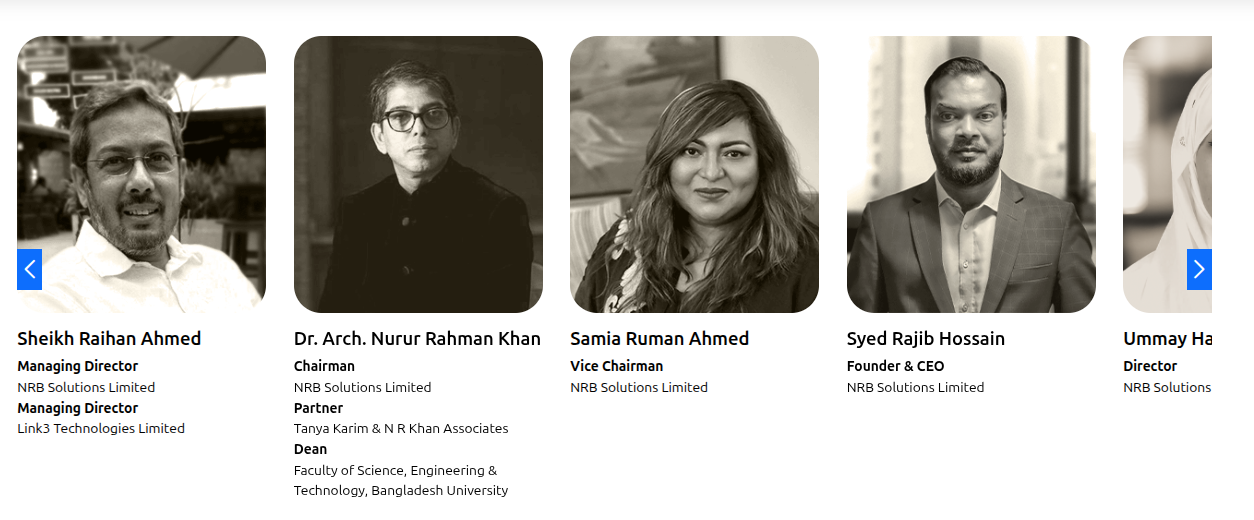 Sheikh Raihan Ahmed
Managing Director
NRB Solutions Limited
Managing Director
Link3 Technologies Limited
Dr. Arch. Nurur Rahman Khan
Chairman
NRB Solutions Limited
Partner
Tanya Karim & N R Khan Associates
Dean
Faculty of Science, Engineering &
Technology, Bangladesh University
Samia Ruman Ahmed
Vice Chairman
NRB Solutions Limited
Syed Rajib Hossain
Founder & CEO
NRB Solutions Limited
Ummay Ha
Director
NRB Solutions